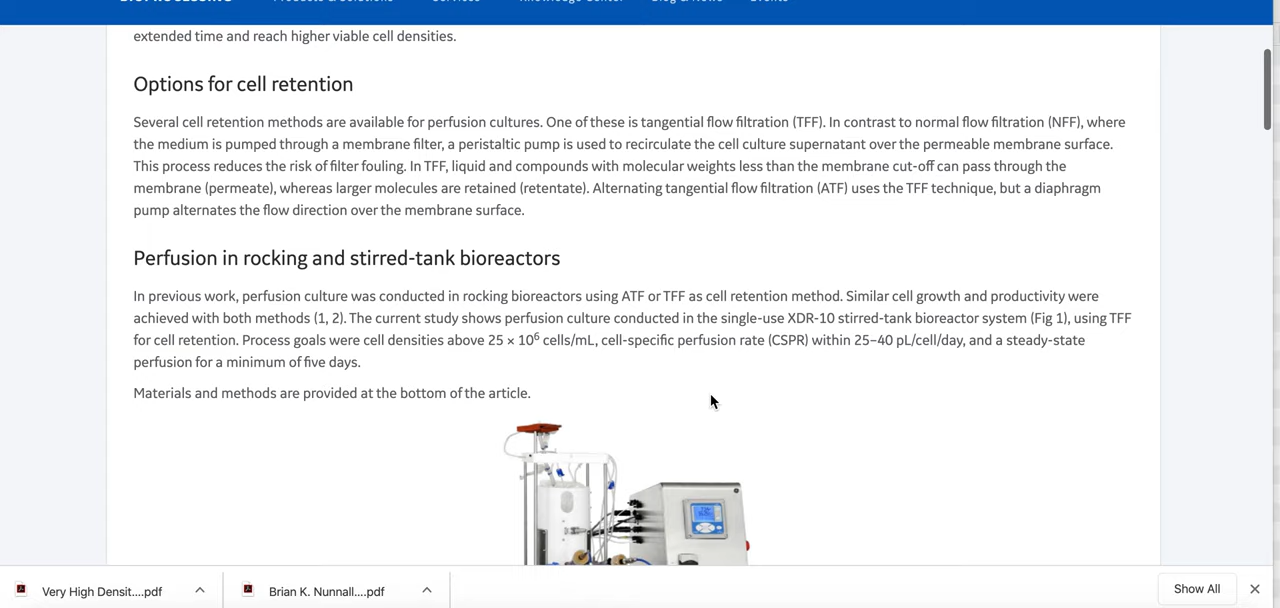 BIOPROCESSING Products & Solutions Services Knowledge Center Blog & News Events
extended time and reach higher viable cell densities.
Options for cell retention
Several cell retention methods are available for perfusion cultures. One of these is tangential flow filtration (TFF). In contrast to normal flow filtration (NFF), where
the medium is pumped through a membrane filter, a peristaltic pump is used to recirculate the cell culture supernatant over the permeable membrane surface.
This process reduces the risk of filter fouling. In TFF, liquid and compounds with molecular weights less than the membrane cut-off can pass through the
membrane (permeate), whereas larger molecules are retained (retentate). Alternating tangential flow filtration (ATF) uses the TFF technique, but a diaphragm
pump alternates the flow direction over the membrane surface.
Perfusion in rocking and stirred-tank bioreactors
In previous work, perfusion culture was conducted in rocking bioreactors using ATF or TFF as cell retention method. Similar cell growth and productivity were
achieved with both methods (1, 2). The current study shows perfusion culture conducted in the single-use XDR-10 stirred-tank bioreactor system (Fig 1), using TFF
for cell retention. Process goals were cell densities above 25 × 10⁶ cells/mL, cell-specific perfusion rate (CSPR) within 25–40 pL/cell/day, and a steady-state
perfusion for a minimum of five days.
Materials and methods are provided at the bottom of the article.
Very High Densit....pdf Brian K. Nunnall....pdf Show All